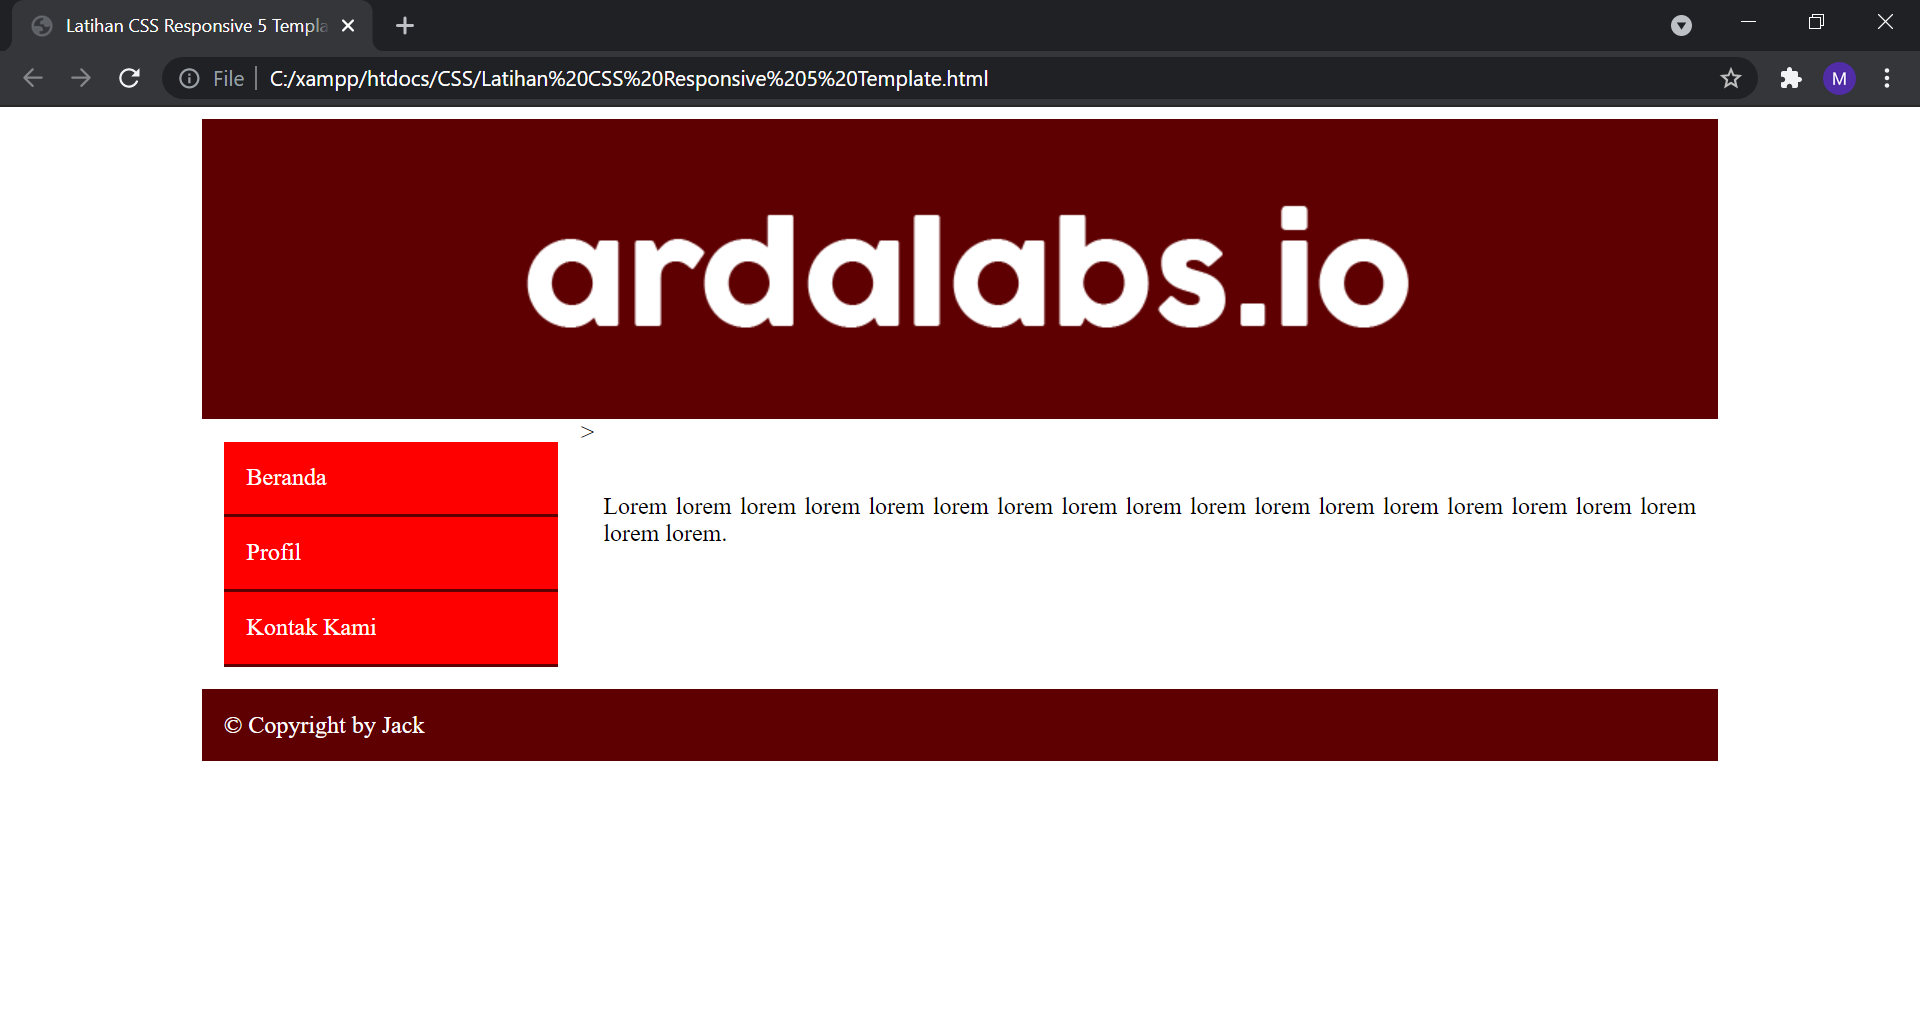 Latihan CSS Responsive 5 Templa
File
C:/xampp/htdocs/CSS/Latihan%20CSS%20Responsive%205%20Template.html
M
ardalabs.io
>
Beranda
Profil
Kontak Kami
Lorem lorem lorem lorem lorem lorem lorem lorem lorem lorem lorem lorem lorem lorem lorem lorem lorem
lorem lorem.
© Copyright by Jack